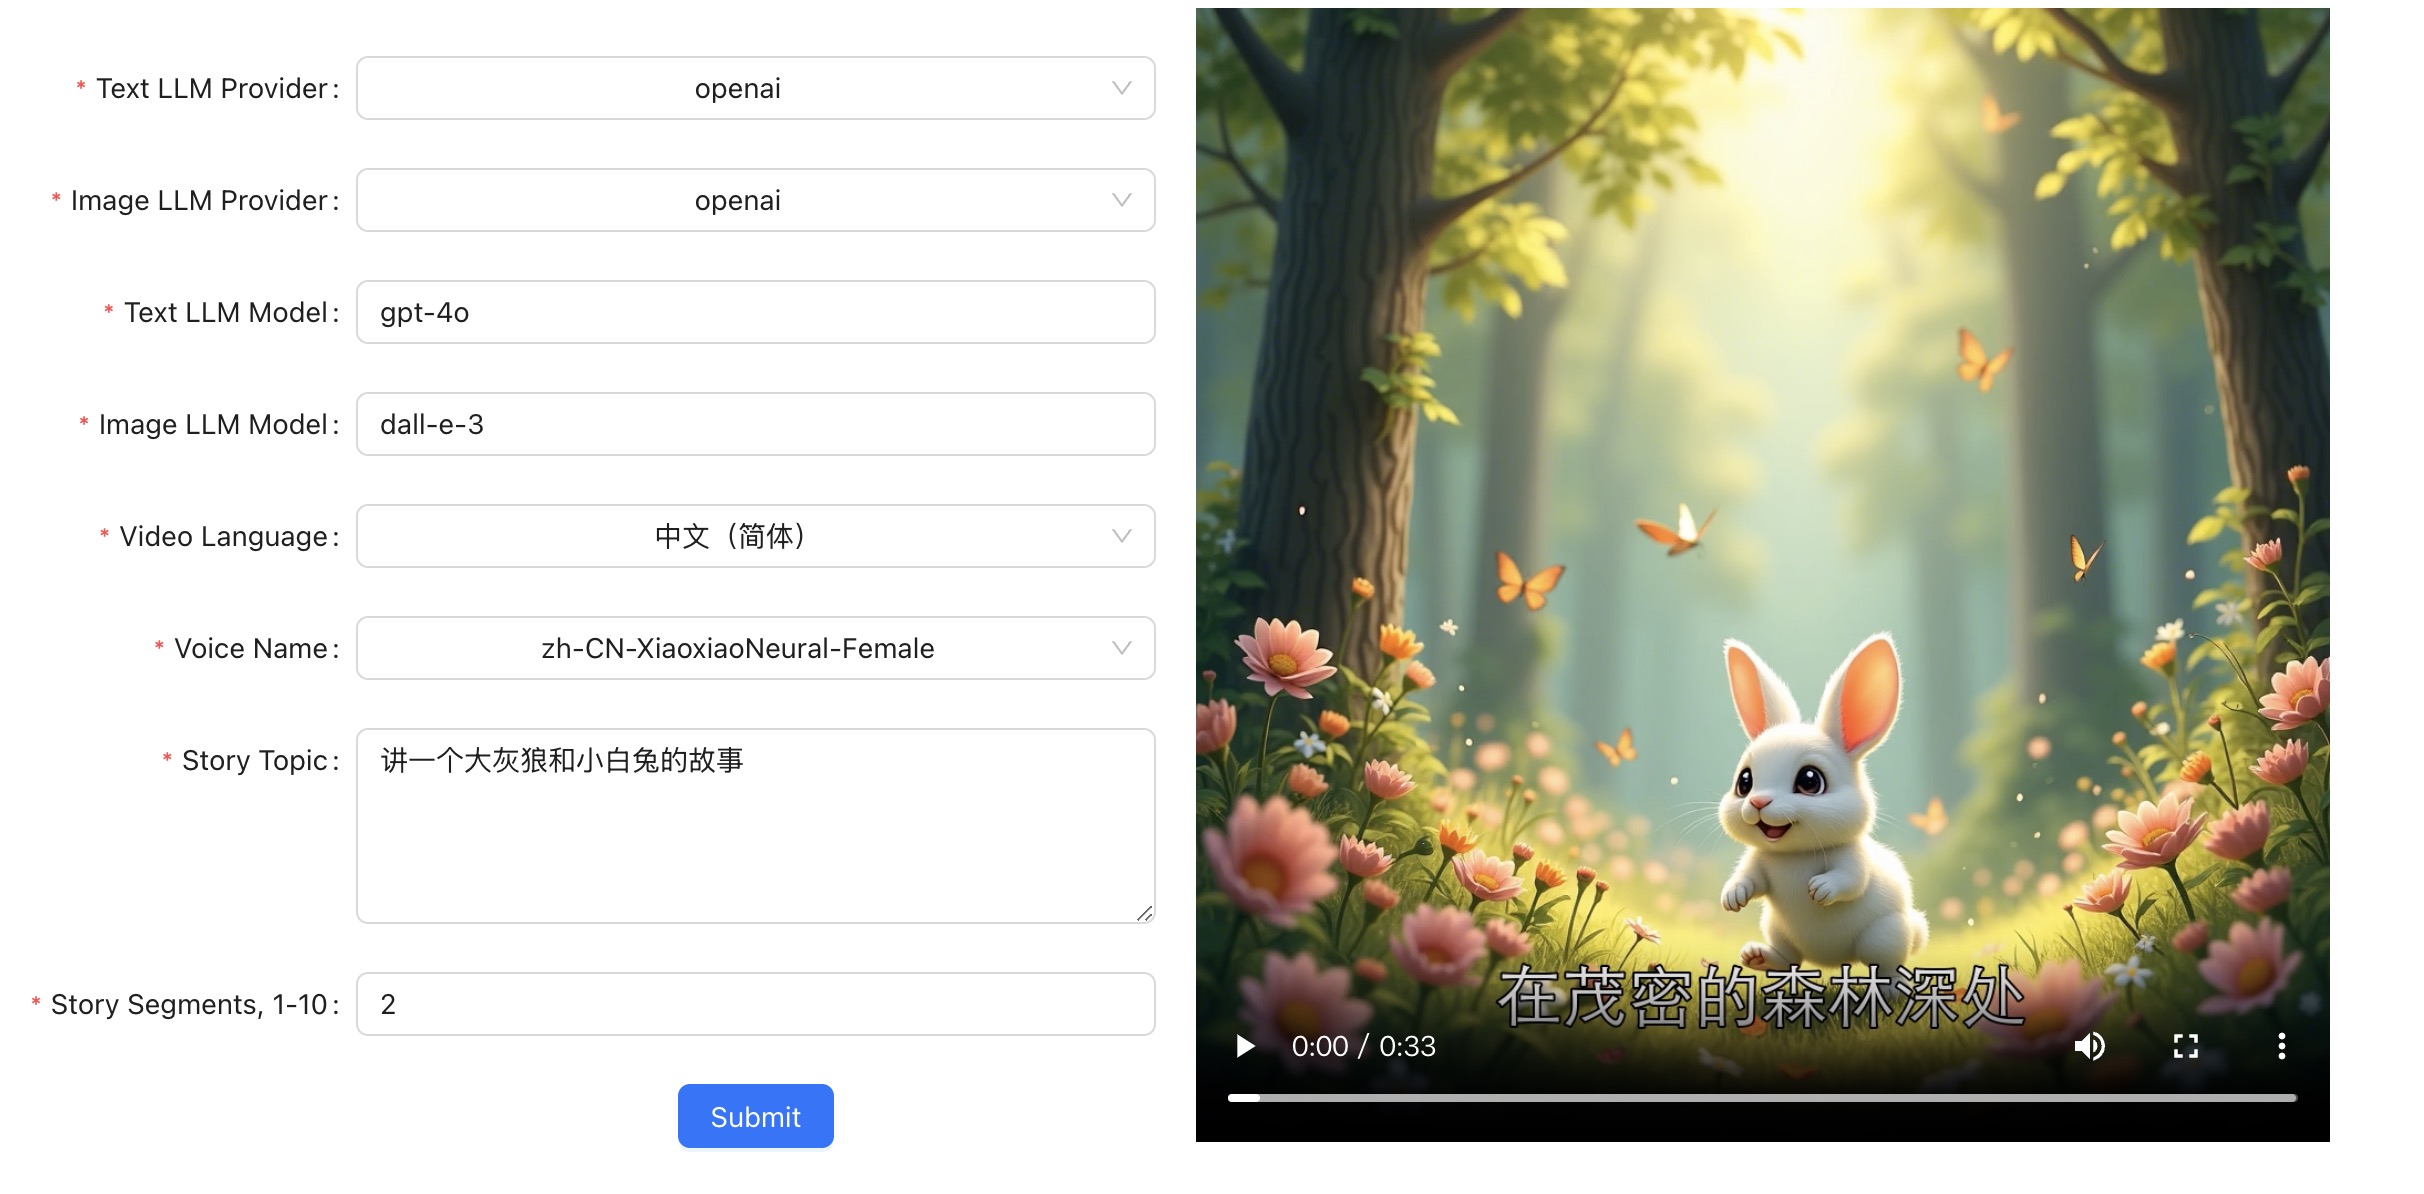 * Text LLM Provider:
openai
* Image LLM Provider:
openai
* Text LLM Model:
gpt-4o
* Image LLM Model:
dall-e-3
* Video Language:
中文（简体）
* Voice Name:
zh-CN-XiaoxiaoNeural-Female
* Story Topic:
讲一个大灰狼和小白兔的故事
* Story Segments, 1-10:
2
Submit
在茂密的森林深处
0:00 / 0:33